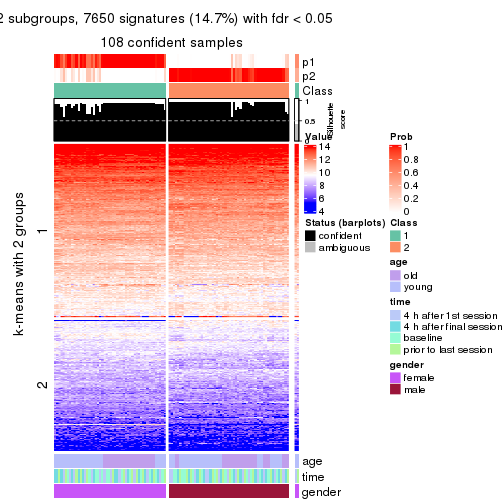 2 subgroups, 7650 signatures (14.7%) with fdr < 0.05
108 confident samples
p1
p2
Class
1
0.5
0
Silhouette
score
k-means with 2 groups
1
2
age
time
gender
Value
14
12
10
8
6
4
Prob
1
0.8
0.6
0.4
0.2
0
Status (barplots)
confident
ambiguous
Class
1
2
age
old
young
time
4 h after 1st session
4 h after final session
baseline
prior to last session
gender
female
male